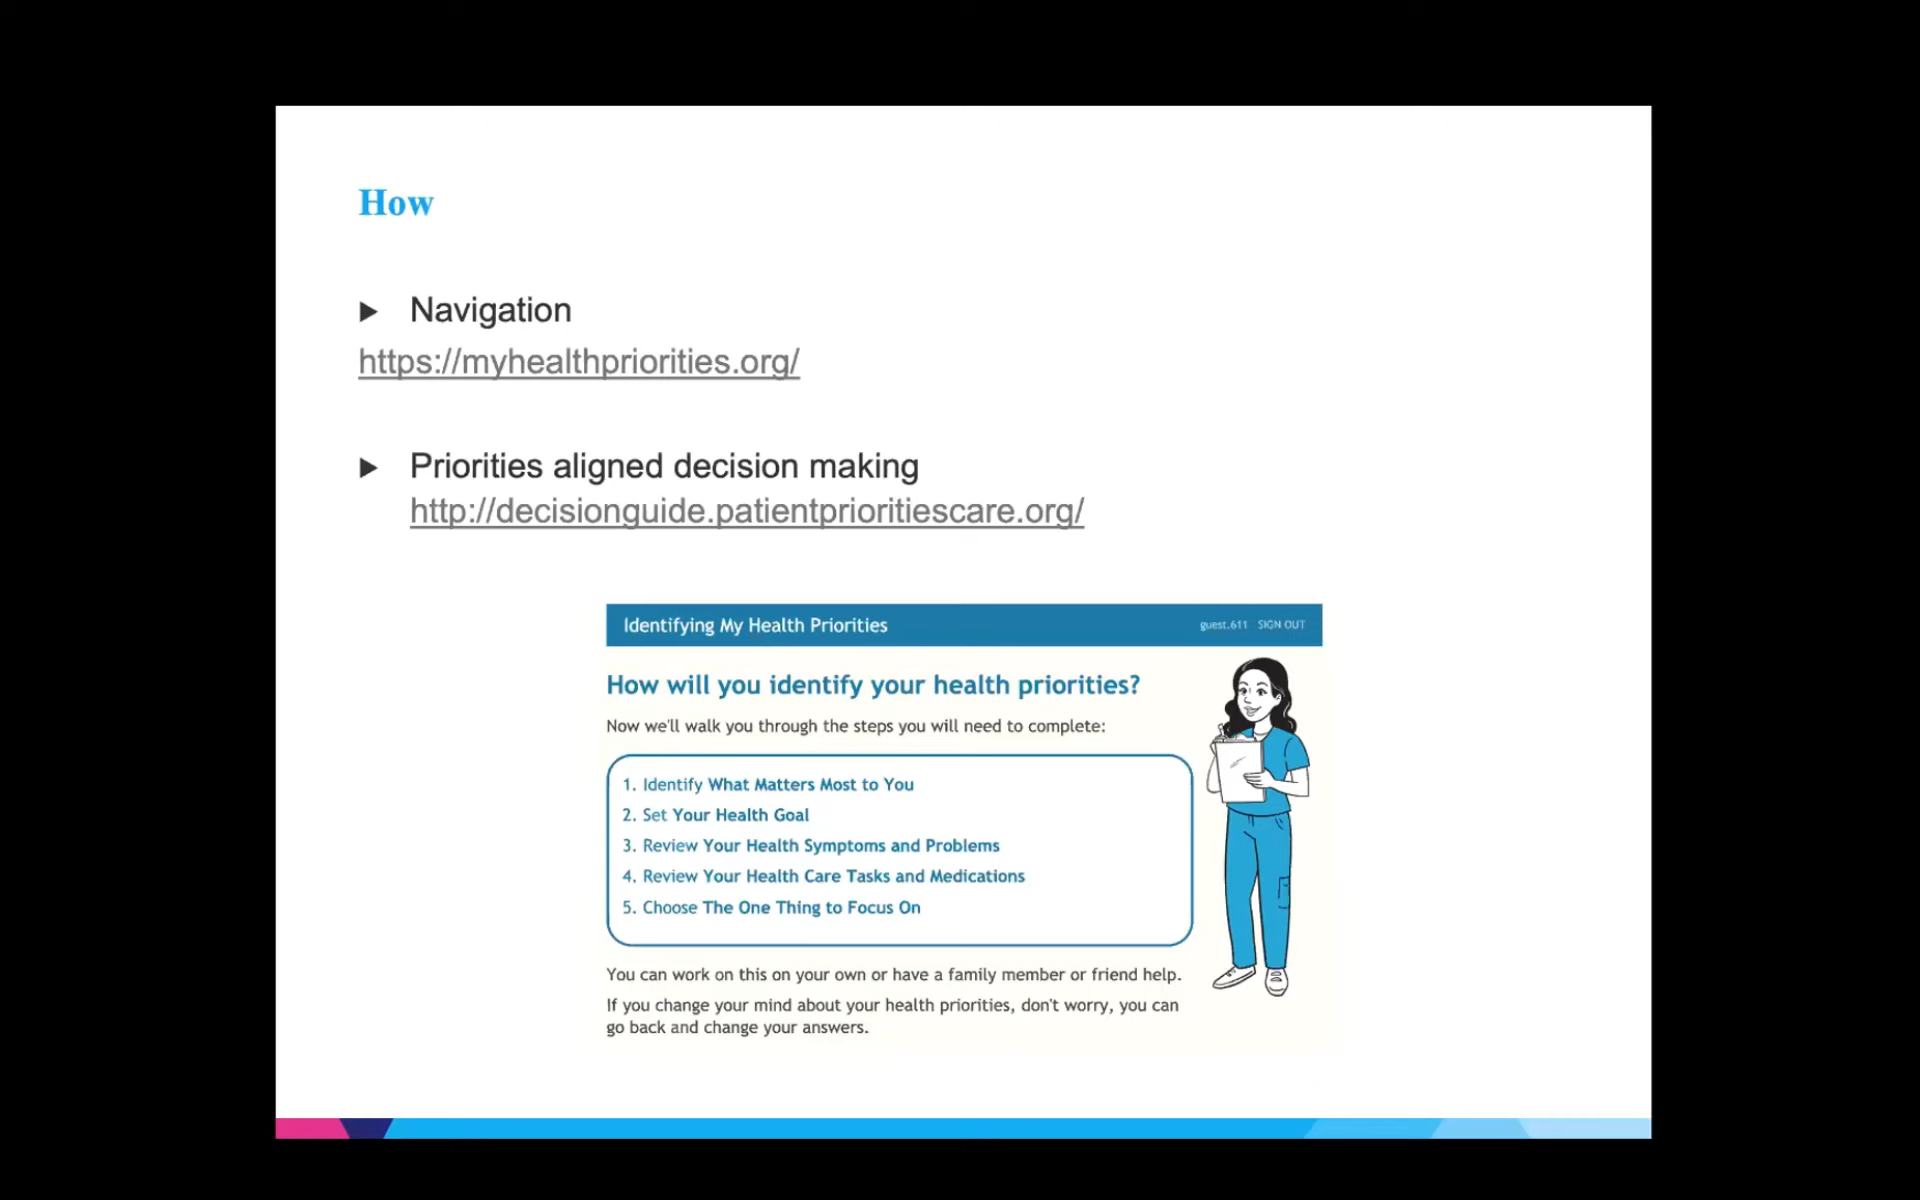 How
▶ Navigation
https://myhealthpriorities.org/
▶ Priorities aligned decision making
http://decisionguide.patientprioritiescare.org/
Identifying My Health Priorities guest.611 SIGN OUT
How will you identify your health priorities?
Now we'll walk you through the steps you will need to complete:
1. Identify What Matters Most to You
2. Set Your Health Goal
3. Review Your Health Symptoms and Problems
4. Review Your Health Care Tasks and Medications
5. Choose The One Thing to Focus On
You can work on this on your own or have a family member or friend help.
If you change your mind about your health priorities, don't worry, you can
go back and change your answers.